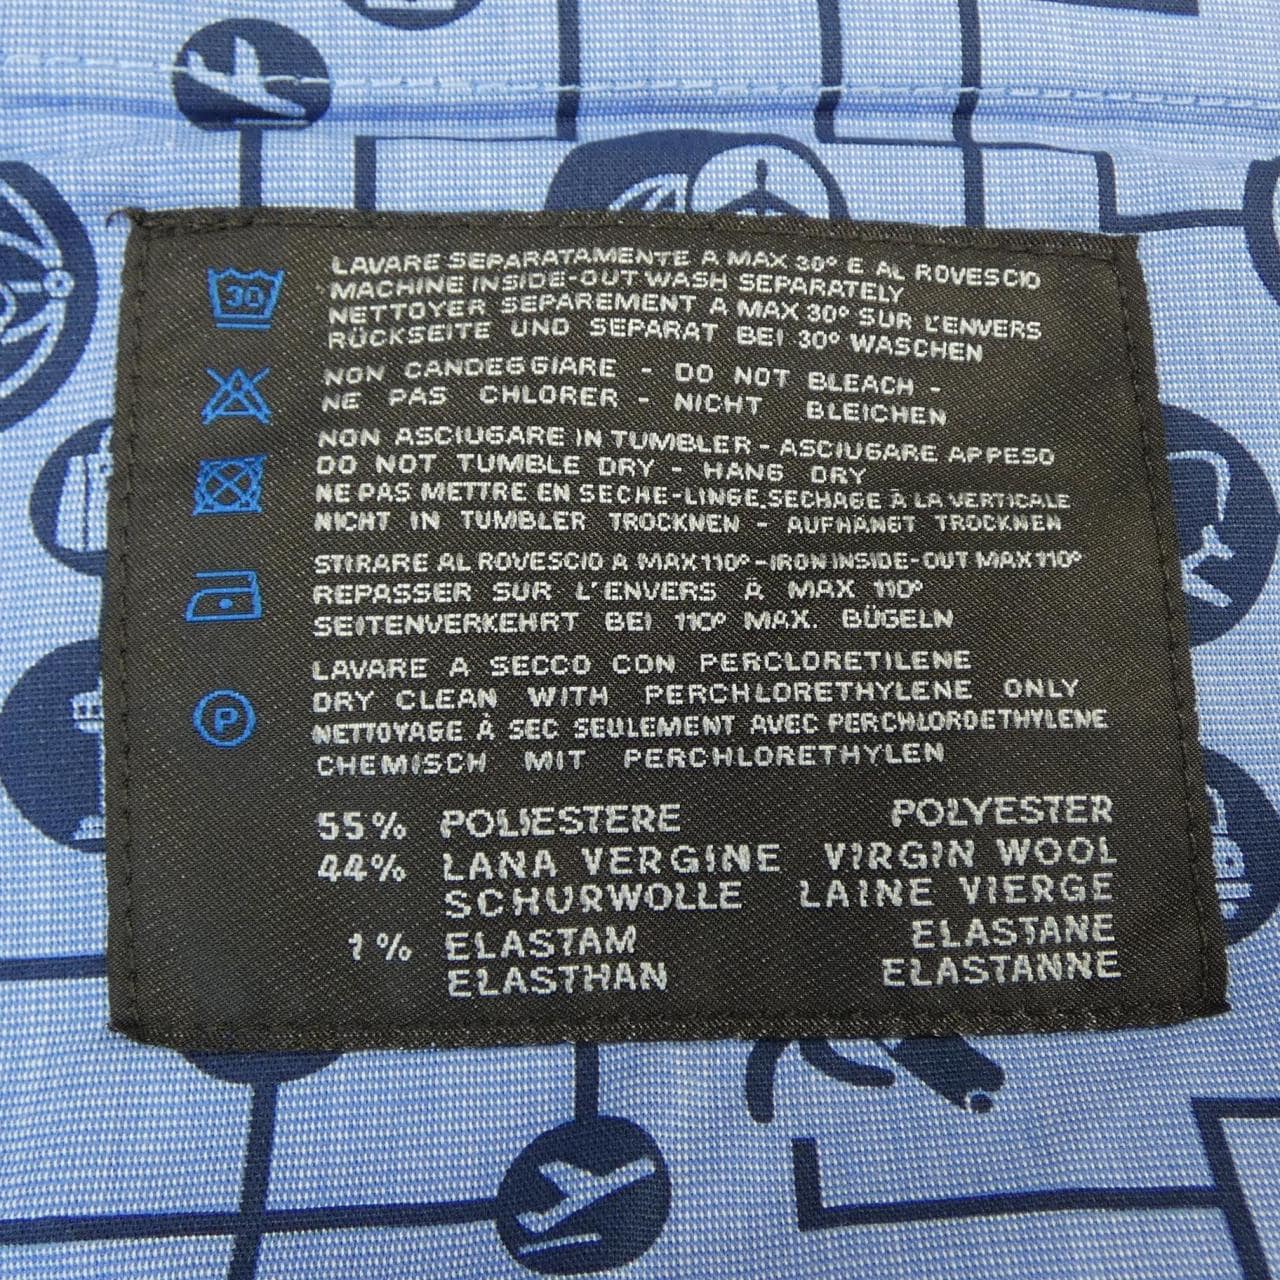 30
LAVARE SEPARATAMENTE A MAX 30° E AL ROVESCIO
MACHINE INSIDE-OUT WASH SEPARATELY
NETTOYER SEPAREMENT A MAX 30° SUR L'ENVERS
RÜCKSEITE UND SEPARAT BEI 30° WASCHEN
NON CANDEGGIARE - DO NOT BLEACH -
NE PAS CHLORER - NICHT BLEICHEN
NON ASCIUGARE IN TUMBLER - ASCIUGARE APPESO
DO NOT TUMBLE DRY - HANG DRY
NE PAS METTRE EN SECHE-LINGE.SECHAGE À LA VERTICALE
NICHT IN TUMBLER TROCKNEN - AUFHANGT TROCKNEN
STIRARE AL ROVESCIO A MAX 110° - IRON INSIDE-OUT MAX 110°
REPASSER SUR L'ENVERS À MAX 110°
SEITENVERKEHRT BEI 110° MAX. BÜGELN
LAVARE A SECCO CON PERCLORETILENE
P DRY CLEAN WITH PERCHLORETHYLENE ONLY
NETTOYAGE À SEC SEULEMENT AVEC PERCHLOROETHYLENE
CHEMISCH MIT PERCHLORETHYLEN
55% POLIESTERE POLYESTER
44% LANA VERGINE VIRGIN WOOL
SCHURWOLLE LAINE VIERGE
1% ELASTAM ELASTANE
ELASTHAN ELASTANNE